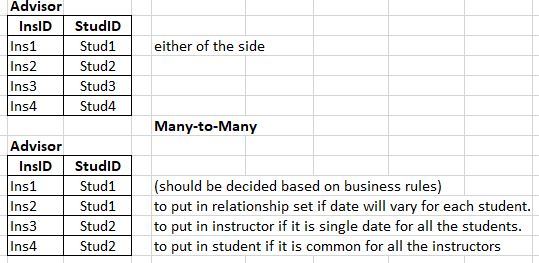 Advisor
InsID StudID
Ins1 Stud1 either of the side
Ins2 Stud2
Ins3 Stud3
Ins4 Stud4
Many-to-Many
Advisor
InsID StudID
Ins1 Stud1 (should be decided based on business rules)
Ins2 Stud1 to put in relationship set if date will vary for each student.
Ins3 Stud2 to put in instructor if it is single date for all the students.
Ins4 Stud2 to put in student if it is common for all the instructors